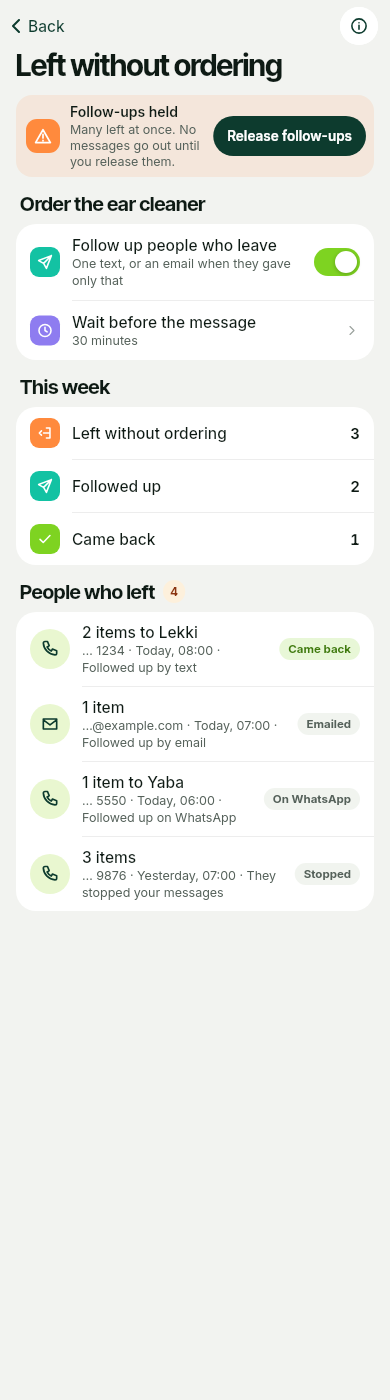 Back
Left without ordering
Follow-ups held
Many left at once. No
messages go out until
you release them.
Release follow-ups
Order the ear cleaner
Follow up people who leave
One text, or an email when they gave
only that
Wait before the message
30 minutes
This week
Left without ordering 3
Followed up 2
Came back 1
People who left 4
2 items to Lekki
... 1234 · Today, 08:00 ·
Followed up by text
Came back
1 item
...@example.com · Today, 07:00 ·
Followed up by email
Emailed
1 item to Yaba
... 5550 · Today, 06:00 ·
Followed up on WhatsApp
On WhatsApp
3 items
... 9876 · Yesterday, 07:00 · They
stopped your messages
Stopped